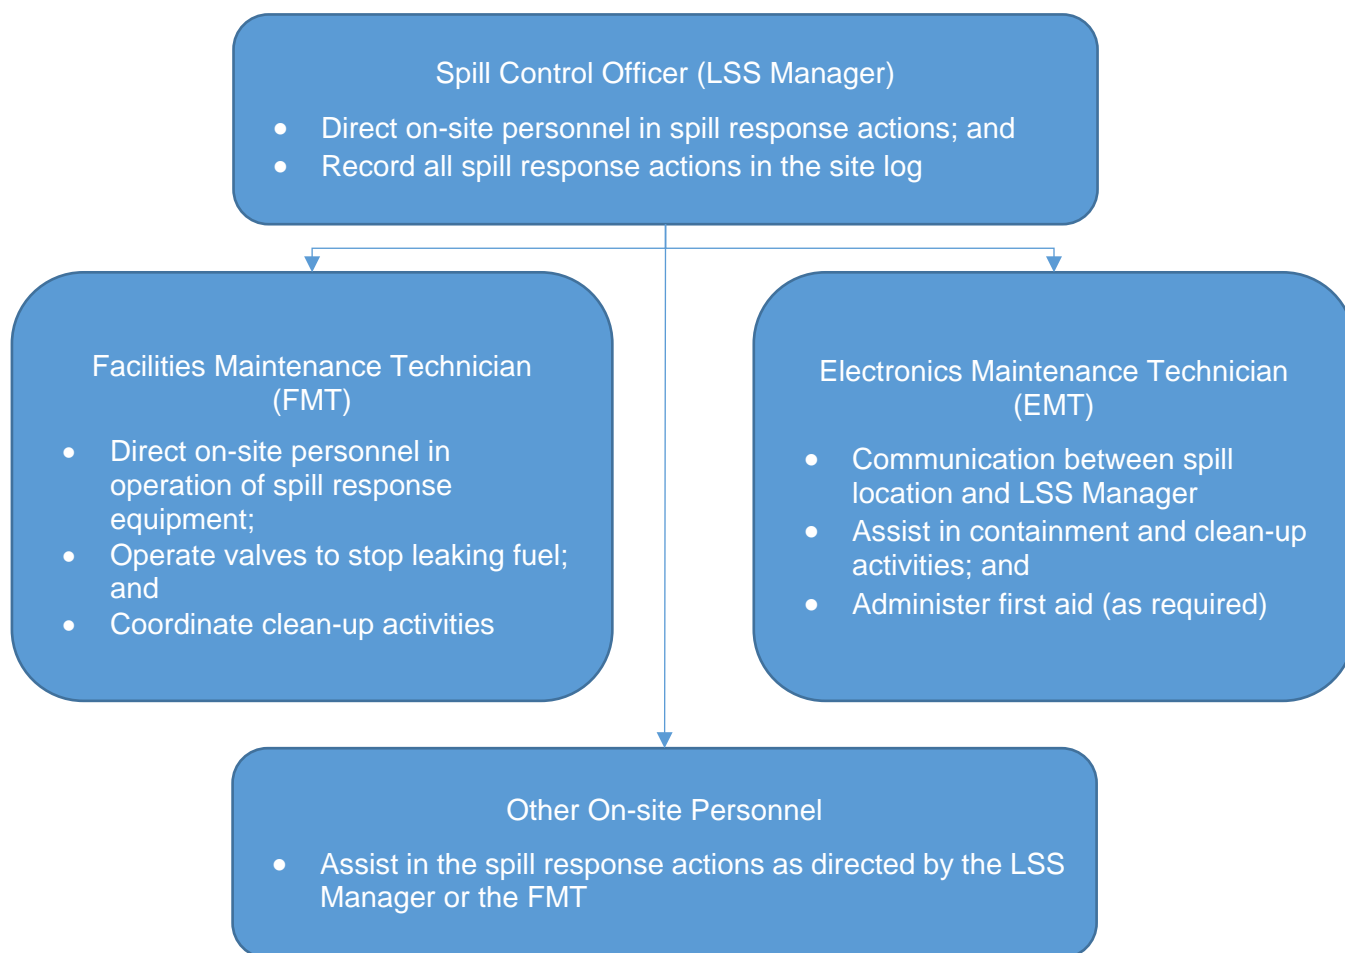 Spill Control Officer (LSS Manager)
● Direct on-site personnel in spill response actions; and
● Record all spill response actions in the site log
Facilities Maintenance Technician
(FMT)
● Direct on-site personnel in
operation of spill response
equipment;
● Operate valves to stop leaking fuel;
and
● Coordinate clean-up activities
Electronics Maintenance Technician
(EMT)
● Communication between spill
location and LSS Manager
● Assist in containment and clean-up
activities; and
● Administer first aid (as required)
Other On-site Personnel
● Assist in the spill response actions as directed by the LSS
Manager or the FMT